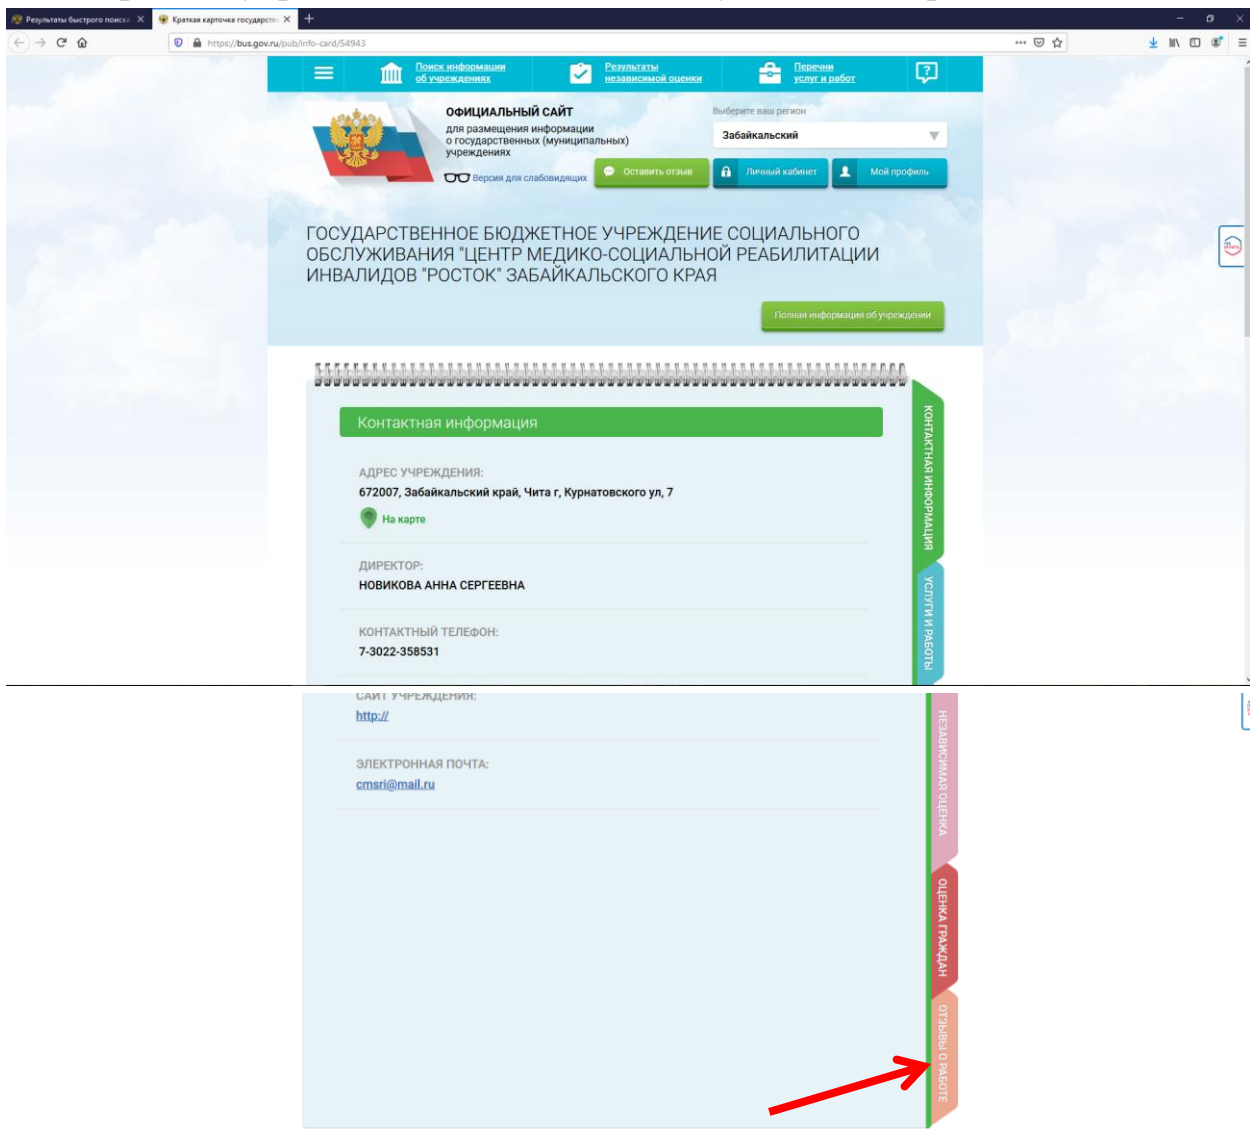 Результаты быстрого поиска
Краткая карточка государстве
https://bus.gov.ru/pub/info-card/54943
Поиск информации
об учреждениях
Результаты
независимой оценки
Перечни
услуг и работ
ОФИЦИАЛЬНЫЙ САЙТ
для размещения информации
о государственных (муниципальных)
учреждениях
Версия для слабовидящих
Выберите ваш регион
Забайкальский
Оставить отзыв
Личный кабинет
Мой профиль
ГОСУДАРСТВЕННОЕ БЮДЖЕТНОЕ УЧРЕЖДЕНИЕ СОЦИАЛЬНОГО
ОБСЛУЖИВАНИЯ "ЦЕНТР МЕДИКО-СОЦИАЛЬНОЙ РЕАБИЛИТАЦИИ
ИНВАЛИДОВ "РОСТОК" ЗАБАЙКАЛЬСКОГО КРАЯ
Полная информация об учреждении
Контактная информация
АДРЕС УЧРЕЖДЕНИЯ:
672007, Забайкальский край, Чита г, Курнатовского ул, 7
На карте
ДИРЕКТОР:
НОВИКОВА АННА СЕРГЕЕВНА
КОНТАКТНЫЙ ТЕЛЕФОН:
7-3022-358531
КОНТАКТНАЯ ИНФОРМАЦИЯ
УСЛУГИ И РАБОТЫ
САЙТ УЧРЕЖДЕНИЯ:
http://
ЭЛЕКТРОННАЯ ПОЧТА:
cmsri@mail.ru
НЕЗАВИСИМАЯ ОЦЕНКА
ОЦЕНКА ГРАЖДАН
ОТЗЫВЫ О РАБОТЕ